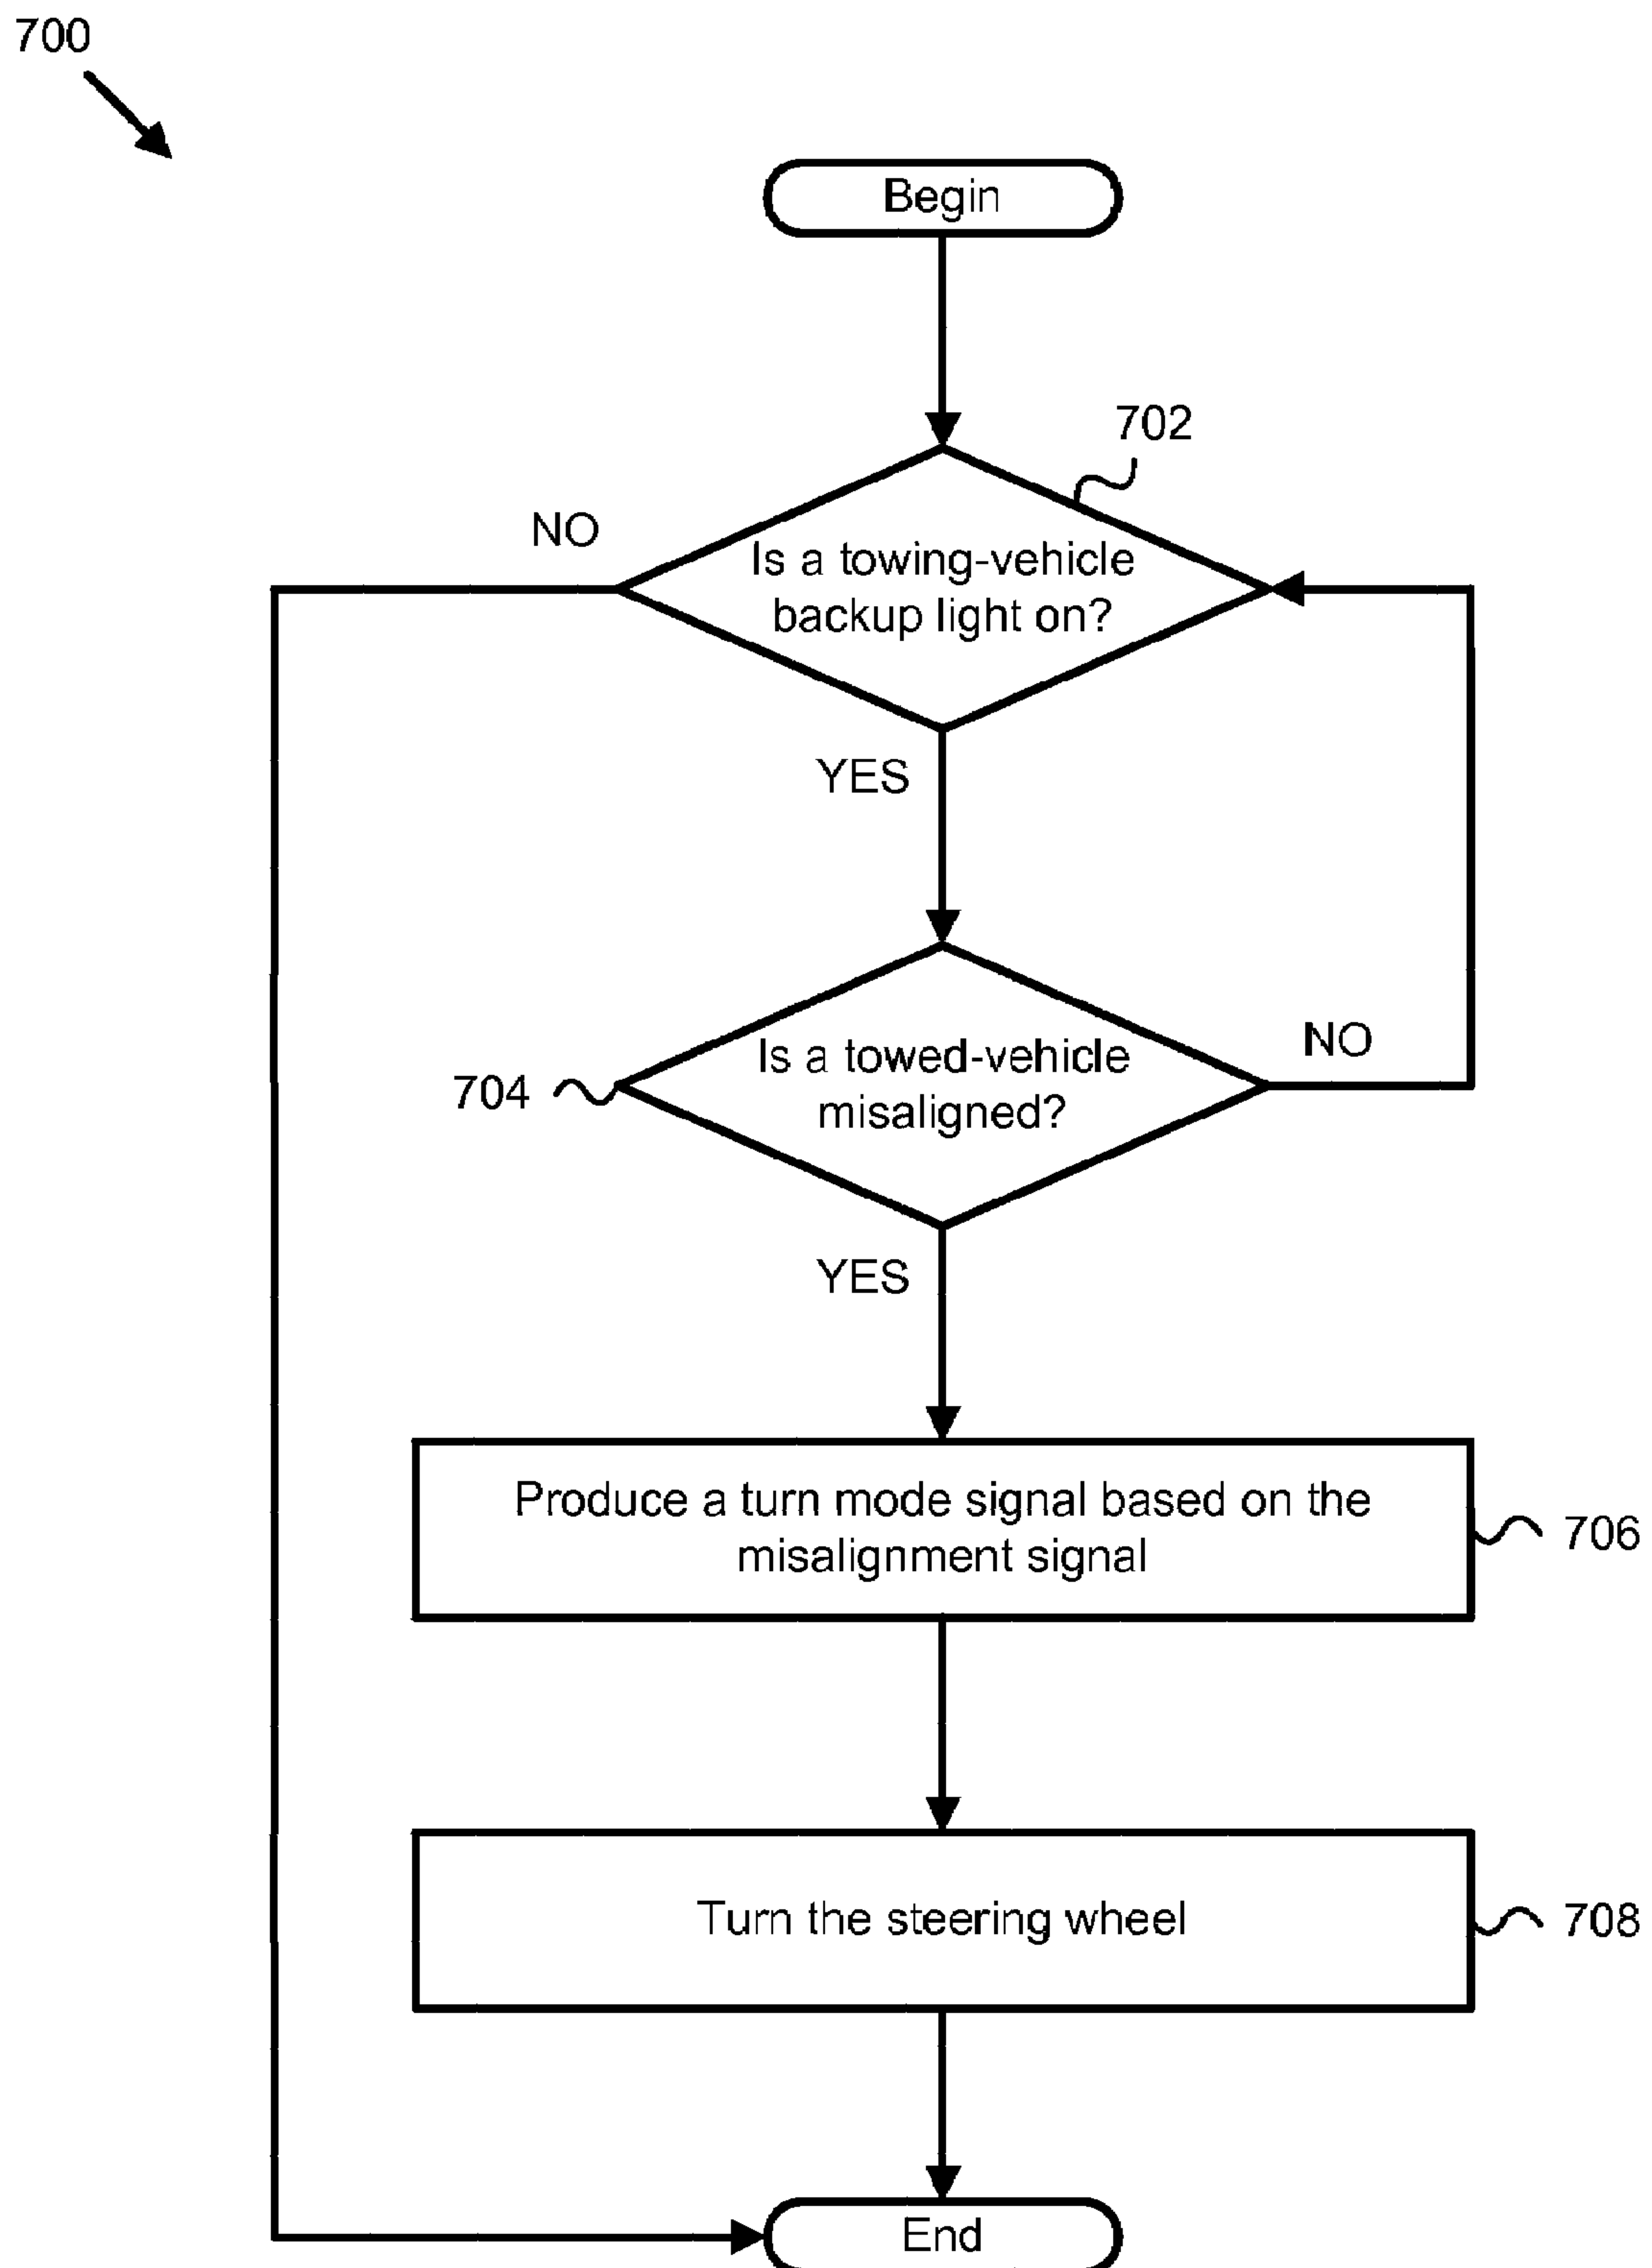 700
Begin
702
NO
Is a towing-vehicle
backup light on?
YES
Is a towed-vehicle
misaligned?
NO
704
YES
Produce a turn mode signal based on the
misalignment signal
706
Turn the steering wheel
708
End